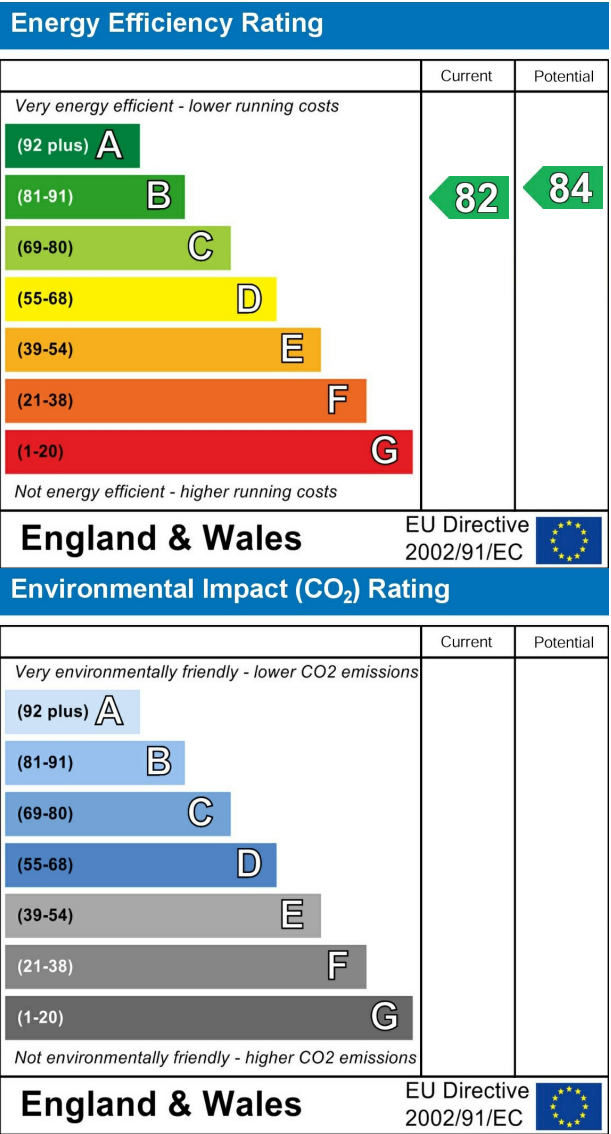 Energy Efficiency Rating
Current Potential
Very energy efficient - lower running costs
(92 plus) A
(81-91) B
82 84
(69-80) C
(55-68) D
(39-54) E
(21-38) F
(1-20) G
Not energy efficient - higher running costs
England & Wales
EU Directive
2002/91/EC
Environmental Impact (CO₂) Rating
Current Potential
Very environmentally friendly - lower CO2 emissions
(92 plus) A
(81-91) B
(69-80) C
(55-68) D
(39-54) E
(21-38) F
(1-20) G
Not environmentally friendly - higher CO2 emissions
England & Wales
EU Directive
2002/91/EC